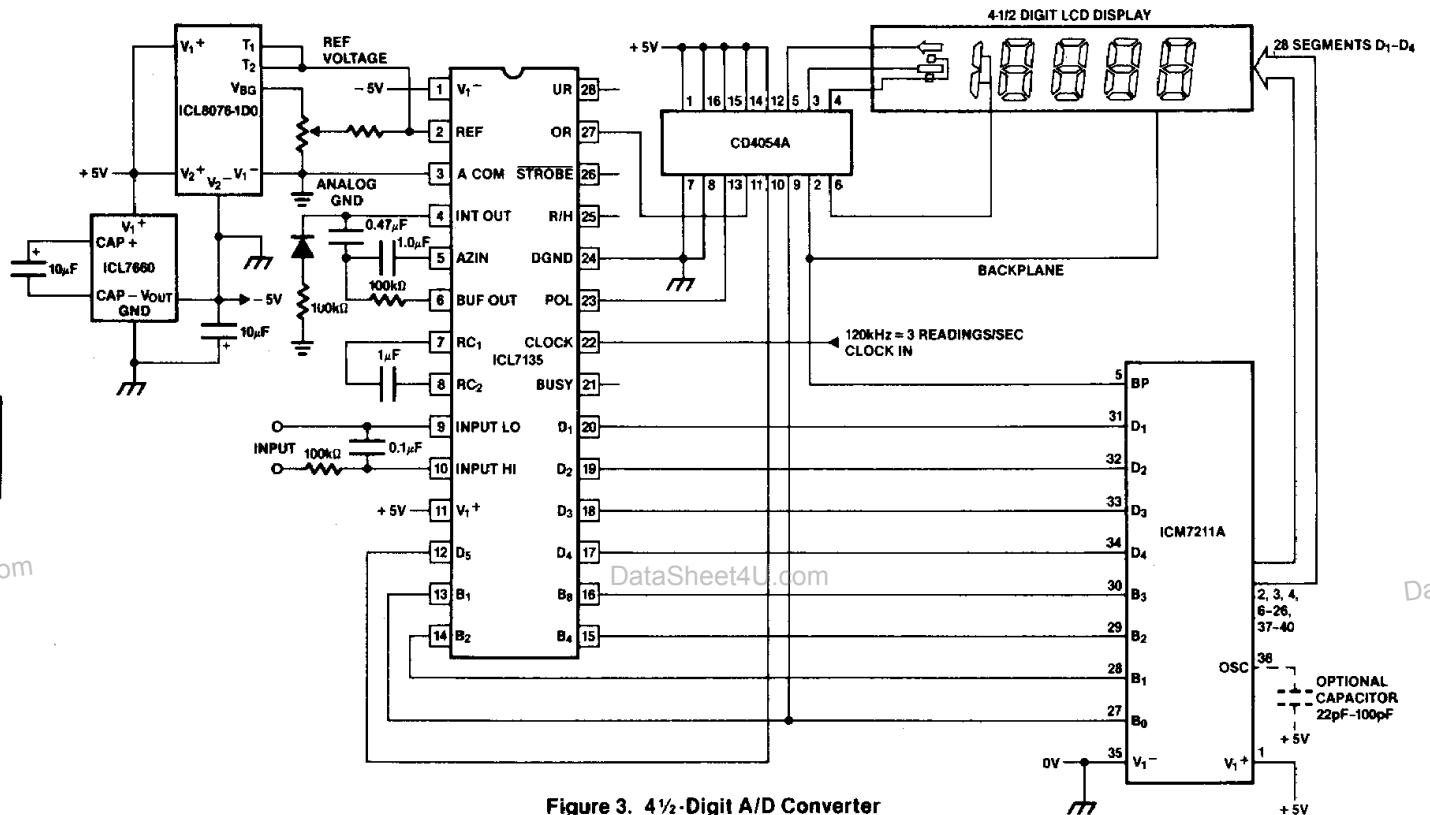 4-1/2 DIGIT LCD DISPLAY
28 SEGMENTS D1-D4
REF
VOLTAGE
V1+
T1
T2
VBG
ICL8076-1D0
V2+
V2-
V1-
+5V
-5V
+5V
1 16 15 14 12 5 3 4
CD4054A
7 8 13 11 10 9 2 6
BACKPLANE
ANALOG
GND
V1+
CAP +
ICL7660
CAP - VOUT
GND
10µF
-5V
10µF
0.47µF
1.0µF
100kΩ
100kΩ
1µF
INPUT
100kΩ
0.1µF
+5V
ICL7135
1 V1-
2 REF
3 A COM
4 INT OUT
5 AZIN
6 BUF OUT
7 RC1
8 RC2
9 INPUT LO
10 INPUT HI
11 V1+
12 D5
13 B1
14 B2
UR 28
OR 27
STROBE 26
R/H 25
DGND 24
POL 23
CLOCK 22
BUSY 21
D1 20
D2 19
D3 18
D4 17
B8 16
B4 15
120kHz = 3 READINGS/SEC
CLOCK IN
5 BP
31 D1
32 D2
33 D3
34 D4
30 B3
29 B2
28 B1
27 B0
35 V1-
0V
ICM7211A
2, 3, 4,
6-26,
37-40
OSC 36
OPTIONAL
CAPACITOR
22pF-100pF
+5V
V1+ 1
+5V
om
DataSheet4U.com
Da
Figure 3. 4½-Digit A/D Converter